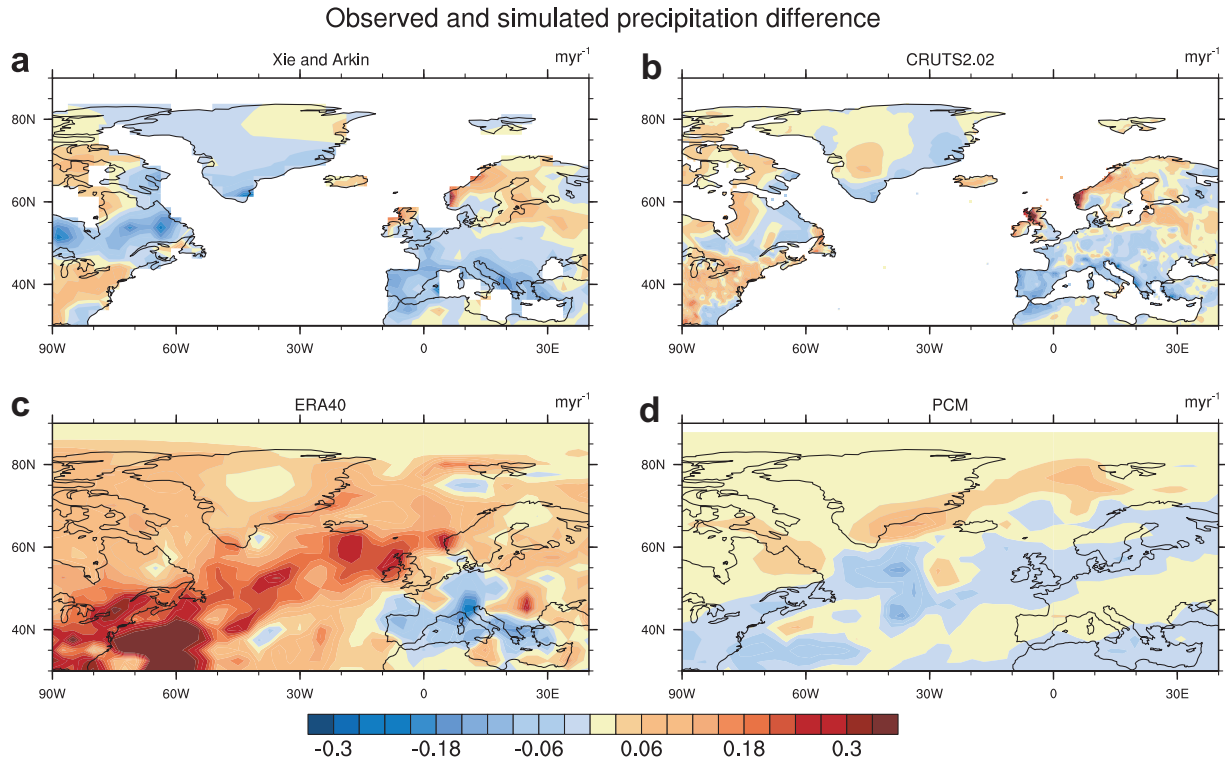 Observed and simulated precipitation difference
a Xie and Arkin myr-1
b CRUTS2.02 myr-1
80N
60N
40N
90W 60W 30W 0 30E
80N
60N
40N
90W 60W 30W 0 30E
c ERA40 myr-1
d PCM myr-1
80N
60N
40N
90W 60W 30W 0 30E
80N
60N
40N
90W 60W 30W 0 30E
-0.3 -0.18 -0.06 0.06 0.18 0.3